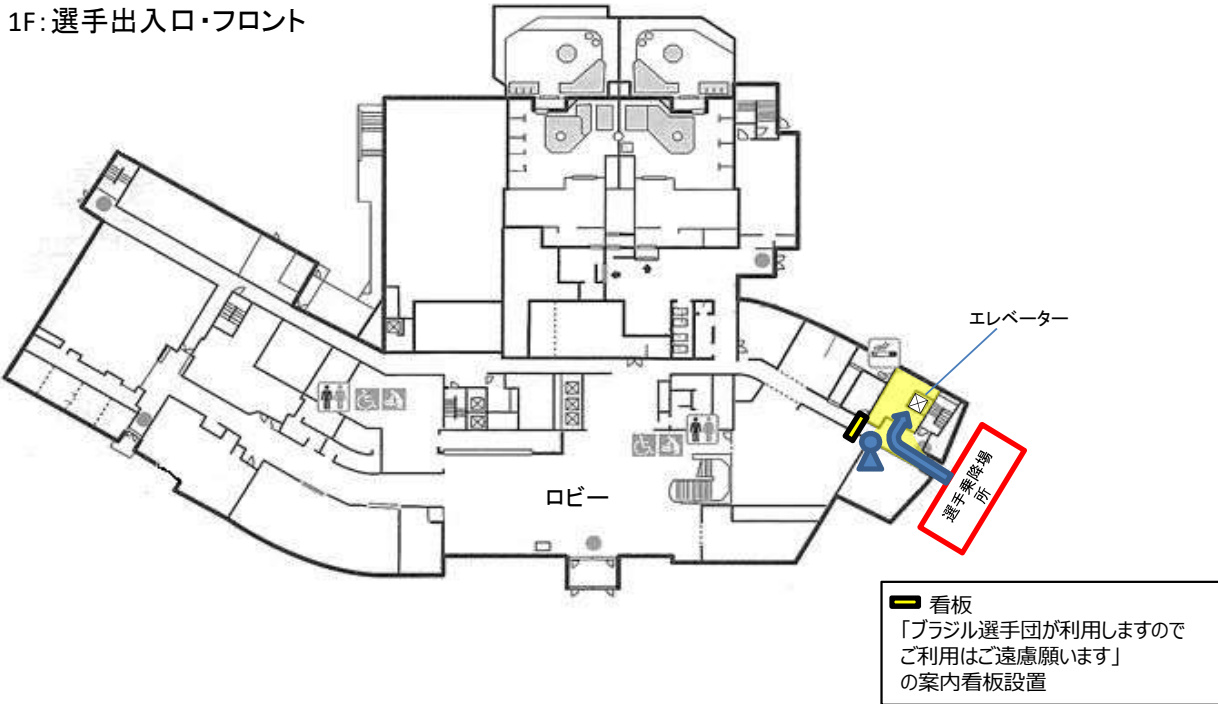 1F：選手出入口・フロント
エレベーター
選手乗降場
所
ロビー
看板
「ブラジル選手団が利用しますので
ご利用はご遠慮願います」
の案内看板設置